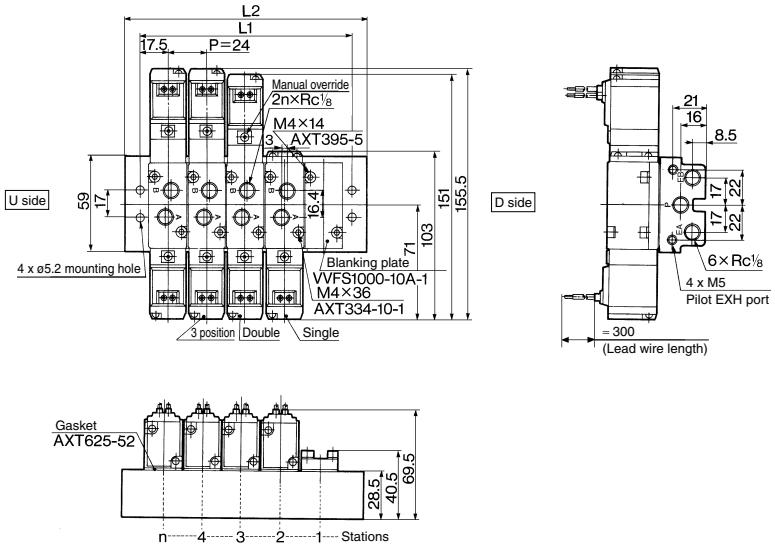 L2
L1
17.5
P=24
Manual override
2n×Rc⅛
M4×14
3
AXT395-5
U side
59
17
B
B
B
B
A
A
A
A
16.4
71
103
151
155.5
4 x ø5.2 mounting hole
Blanking plate
VVFS1000-10A-1
M4×36
AXT334-10-1
3 position
Double
Single
D side
21
16
8.5
EB
P
EA
17
22
17
22
6×Rc⅛
4 x M5
Pilot EXH port
≈300
(Lead wire length)
Gasket
AXT625-52
28.5
40.5
69.5
n 4 3 2 1 Stations